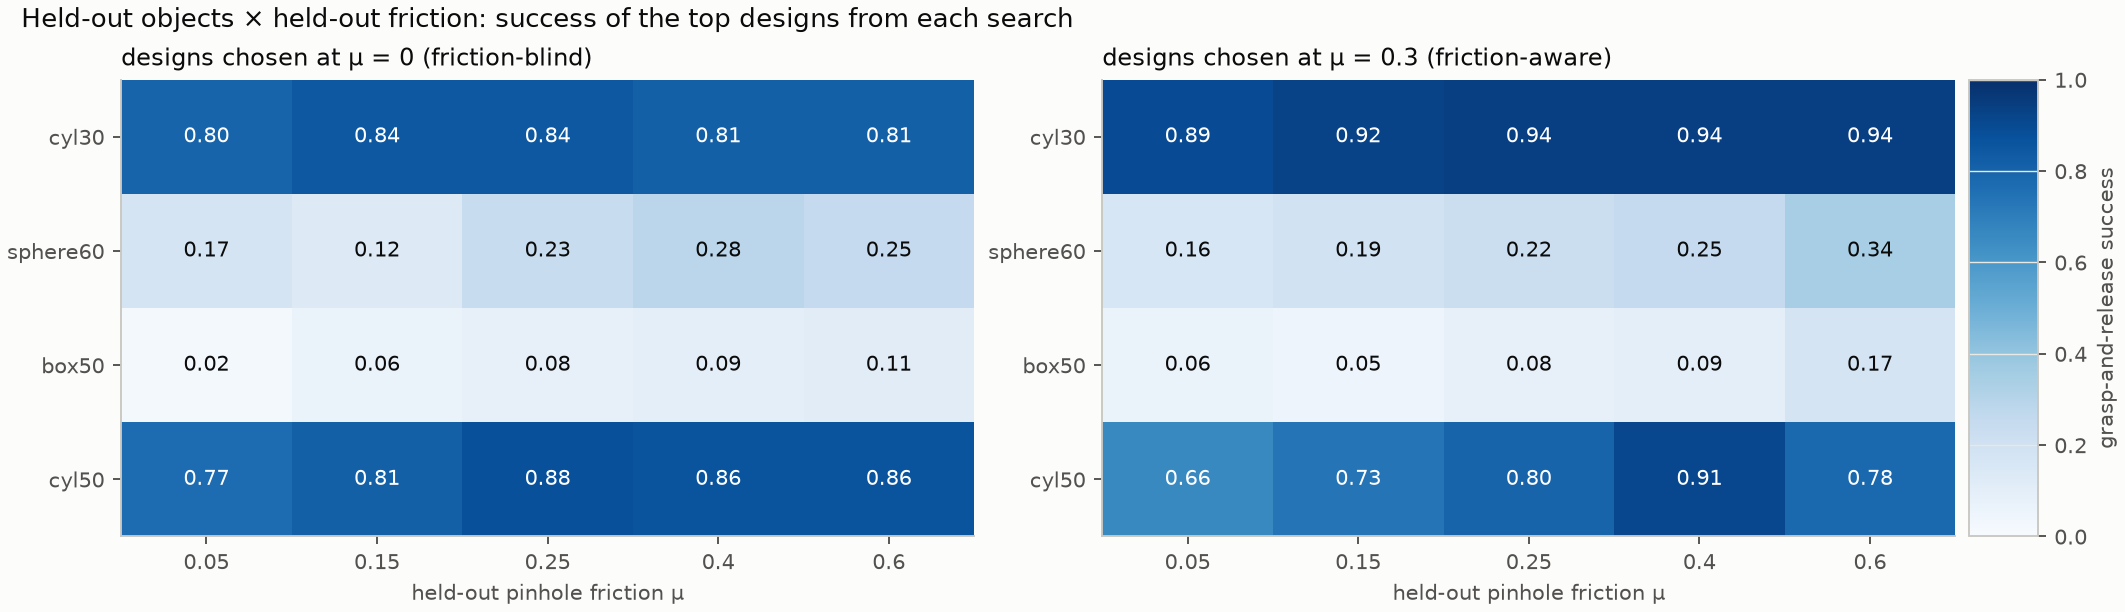 Held-out objects × held-out friction: success of the top designs from each search
designs chosen at μ = 0 (friction-blind)
cyl30 0.80 0.84 0.84 0.81 0.81
sphere60 0.17 0.12 0.23 0.28 0.25
box50 0.02 0.06 0.08 0.09 0.11
cyl50 0.77 0.81 0.88 0.86 0.86
0.05 0.15 0.25 0.4 0.6
held-out pinhole friction μ
designs chosen at μ = 0.3 (friction-aware)
cyl30 0.89 0.92 0.94 0.94 0.94
sphere60 0.16 0.19 0.22 0.25 0.34
box50 0.06 0.05 0.08 0.09 0.17
cyl50 0.66 0.73 0.80 0.91 0.78
0.05 0.15 0.25 0.4 0.6
held-out pinhole friction μ
1.0
0.8
0.6
0.4
0.2
0.0
grasp-and-release success